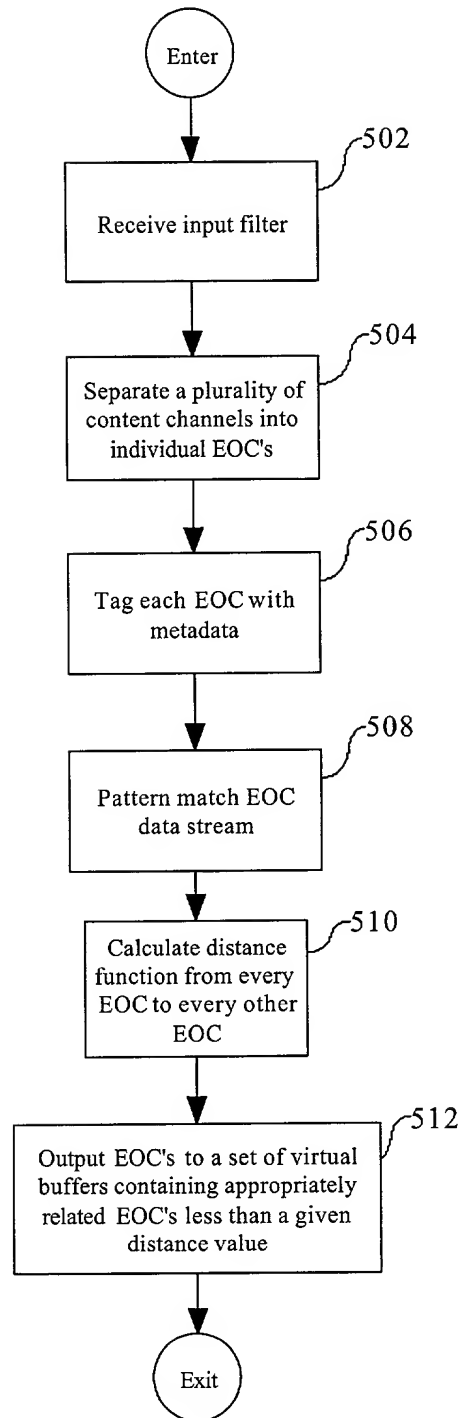 Enter
502
Receive input filter
504
Separate a plurality of
content channels into
individual EOC's
506
Tag each EOC with
metadata
508
Pattern match EOC
data stream
510
Calculate distance
function from every
EOC to every other
EOC
512
Output EOC's to a set of virtual
buffers containing appropriately
related EOC's less than a given
distance value
Exit